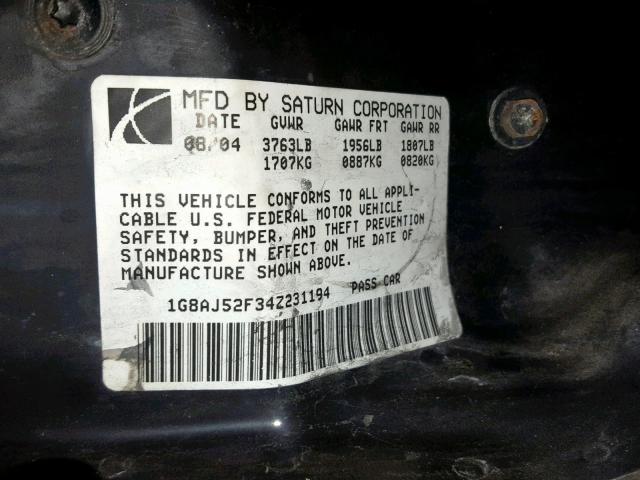 MFD BY SATURN CORPORATION
DATE GVWR GAWR FRT GAWR RR
08/04 3763LB 1956LB 1807LB
1707KG 0887KG 0820KG
THIS VEHICLE CONFORMS TO ALL APPLI-
CABLE U.S. FEDERAL MOTOR VEHICLE
SAFETY, BUMPER, AND THEFT PREVENTION
STANDARDS IN EFFECT ON THE DATE OF
MANUFACTURE SHOWN ABOVE.
1G8AJ52F34Z231194 PASS CAR